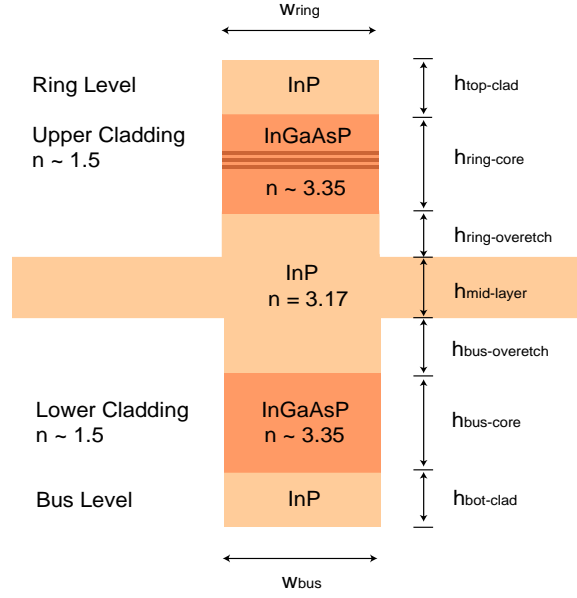 wring
Ring Level
InP
htop-clad
Upper Cladding
n ~ 1.5
InGaAsP
n ~ 3.35
hring-core
hring-overetch
InP
n = 3.17
hmid-layer
hbus-overetch
Lower Cladding
n ~ 1.5
InGaAsP
n ~ 3.35
hbus-core
Bus Level
InP
hbot-clad
wbus